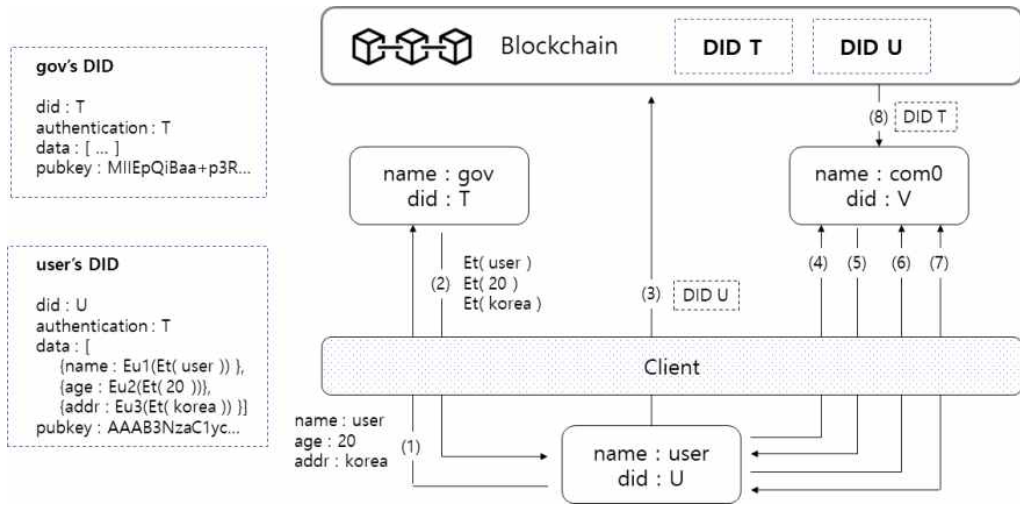 Blockchain
DID T
DID U
gov's DID
did : T
authentication : T
data : [ ... ]
pubkey : MIIEpQiBaa+p3R...
(8)
DID T
name : gov
did : T
name : com0
did : V
user's DID
did : U
authentication : T
data : [
{name : Eu1(Et( user )) },
{age : Eu2(Et( 20 ))},
{addr : Eu3(Et( korea )) }]
pubkey : AAAB3NzaC1yc...
(2)
Et( user )
Et( 20 )
Et( korea )
(3)
DID U
(4)
(5)
(6)
(7)
Client
name : user
age : 20
addr : korea
(1)
name : user
did : U